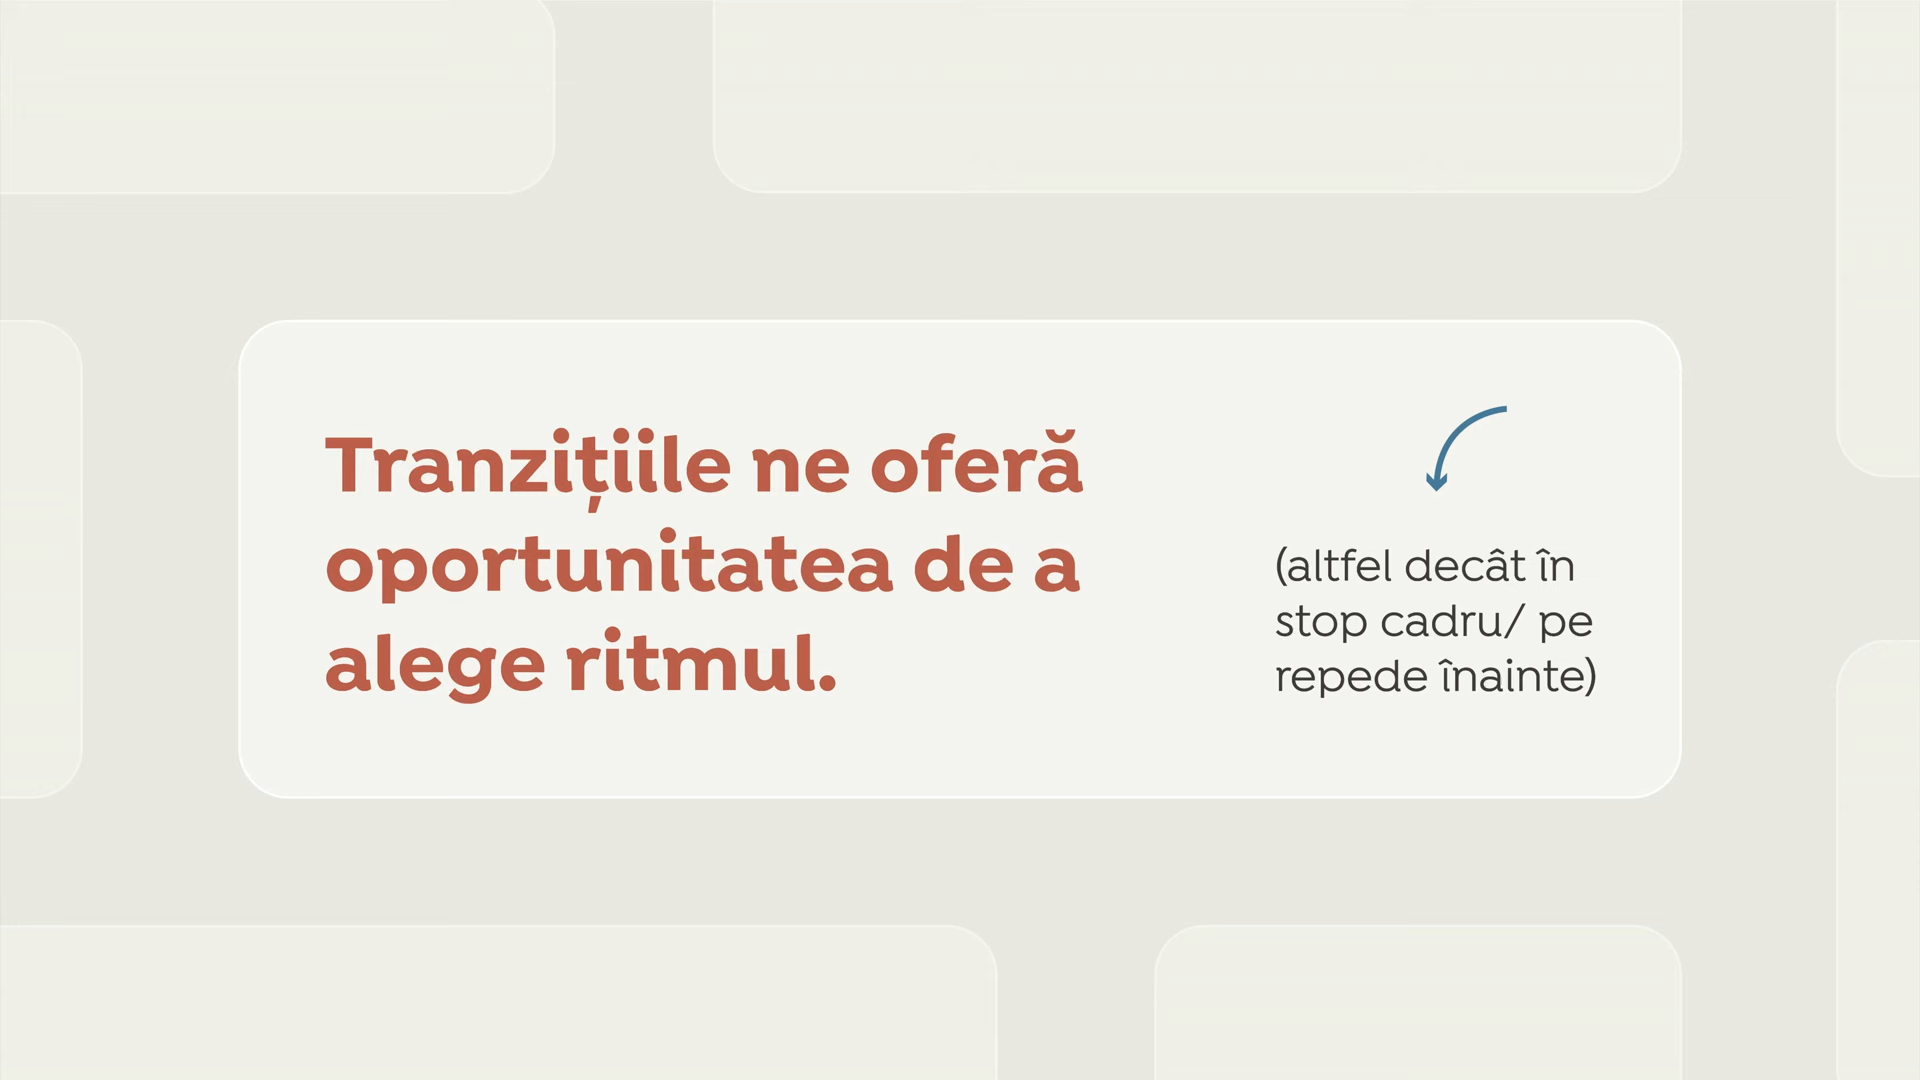 Tranzițiile ne oferă
oportunitatea de a
alege ritmul.
(altfel decât în
stop cadru/ pe
repede înainte)